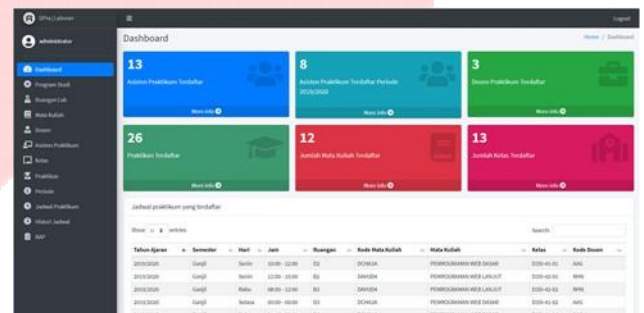 Logout
administrator
Dashboard
Home / Dashboard
Dashboard
Program Studi
Ruangan Lab
Mata Kuliah
Dosen
Asisten Praktikum
Kelas
Praktikan
Periode
Jadwal Praktikum
BAP
13
Asisten Praktikum Terdaftar
More info
8
Asisten Praktikum Terdaftar Periode
2019/2020
More info
3
Dosen Praktikum Terdaftar
More info
26
Praktikan Terdaftar
More info
12
Jumlah Mata Kuliah Terdaftar
More info
13
Jumlah Kelas Terdaftar
More info
Jadwal praktikum yang terdaftar
Show entries
Search:
Tahun Ajaran Semester Hari Jam Ruangan Kode Mata Kuliah Mata Kuliah Kelas Kode Dosen
2019/2020 Ganjil Senin PEMROGRAMAN WEB DASAR
2019/2020 Ganjil Senin PEMROGRAMAN WEB LANJUT
2019/2020 Ganjil Rabu PEMROGRAMAN WEB LANJUT
2019/2020 Ganjil Selasa PEMROGRAMAN WEB DASAR